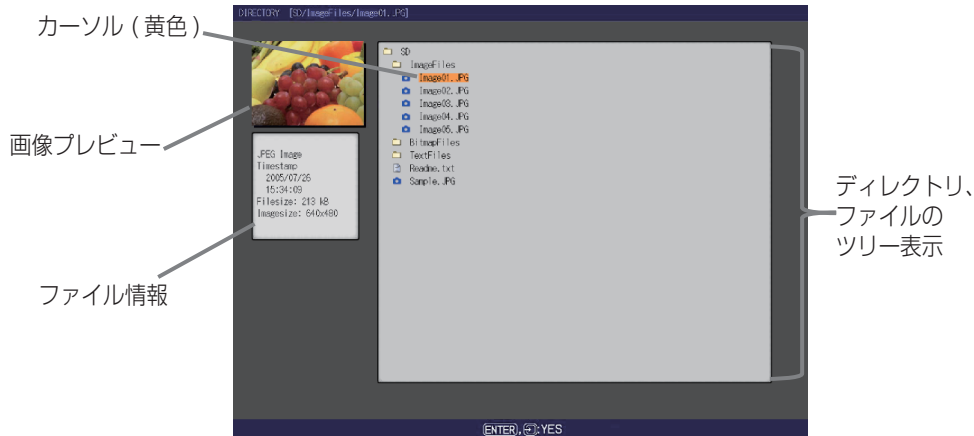 DIRECTORY [SD/ImageFiles/Image01.JPG]
カーソル ( 黄色 )
画像プレビュー
ファイル情報
JPEG Image
Timestamp
2005/07/26
15:34:09
Filesize: 213 kB
Imagesize: 640x480
SD
ImageFiles
Image01.JPG
Image02.JPG
Image03.JPG
Image04.JPG
Image05.JPG
BitmapFiles
TextFiles
Readme.txt
Sample.JPG
ディレクトリ、
ファイルの
ツリー表示
ENTER, :YES